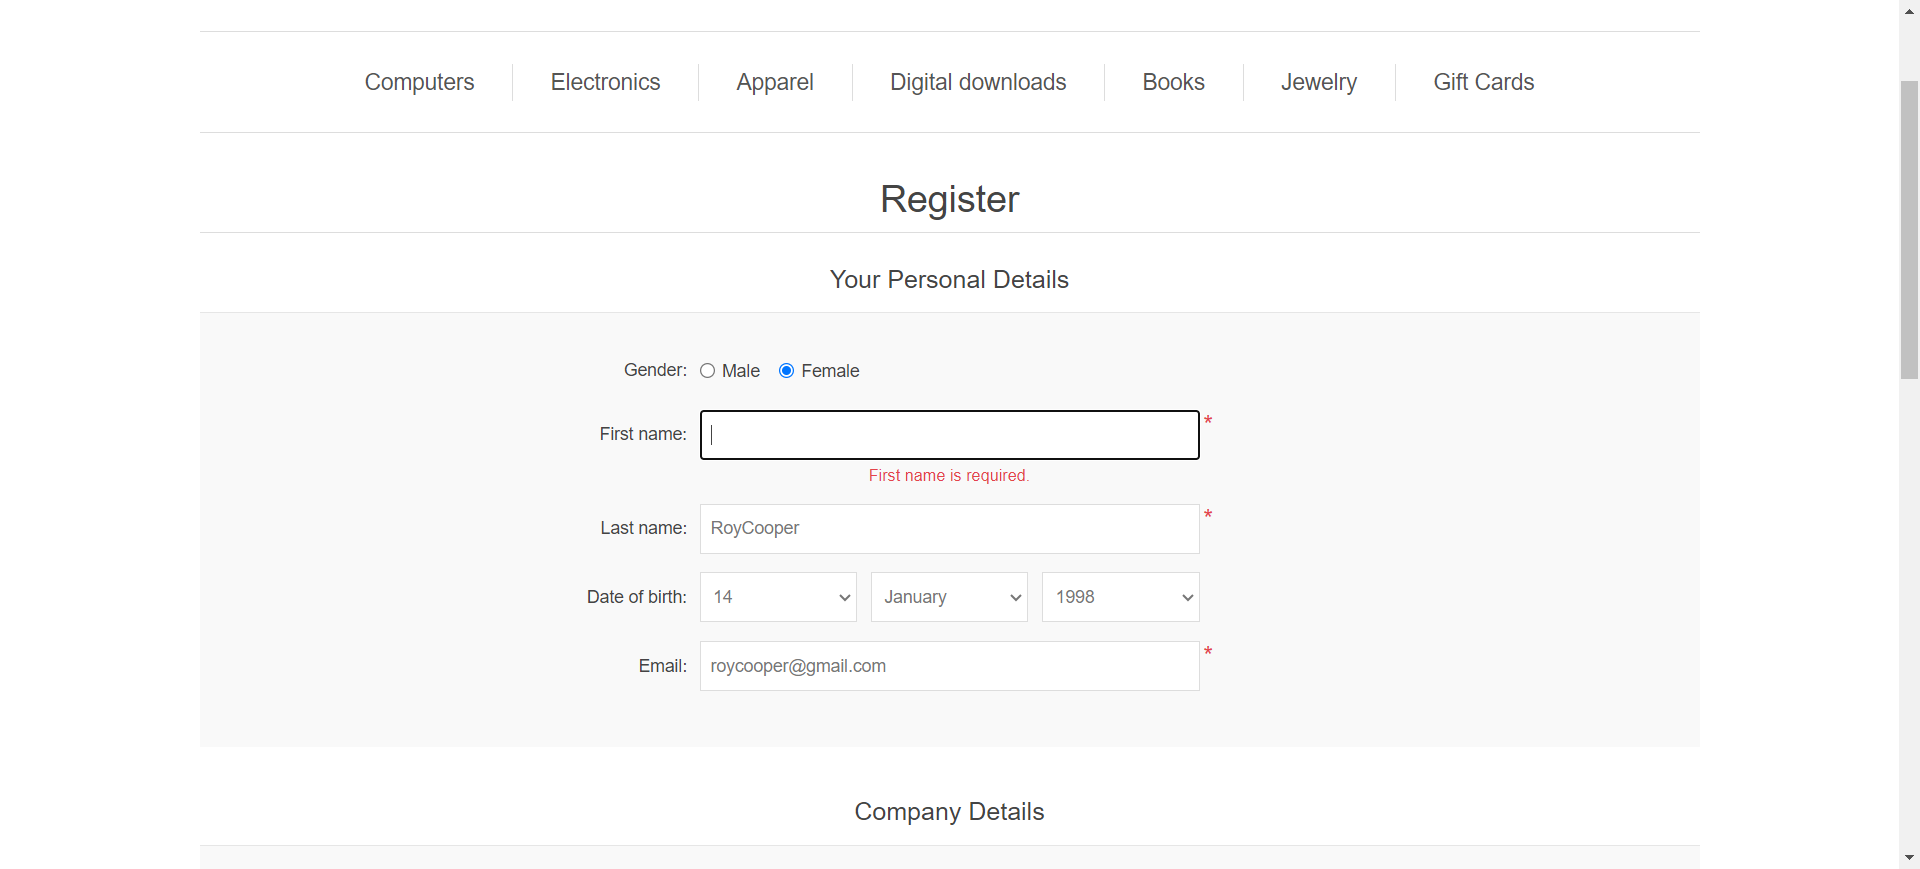 Computers Electronics Apparel Digital downloads Books Jewelry Gift Cards
Register
Your Personal Details
Gender: Male Female
First name: *
First name is required.
Last name: RoyCooper *
Date of birth: 14 January 1998
Email: roycooper@gmail.com *
Company Details